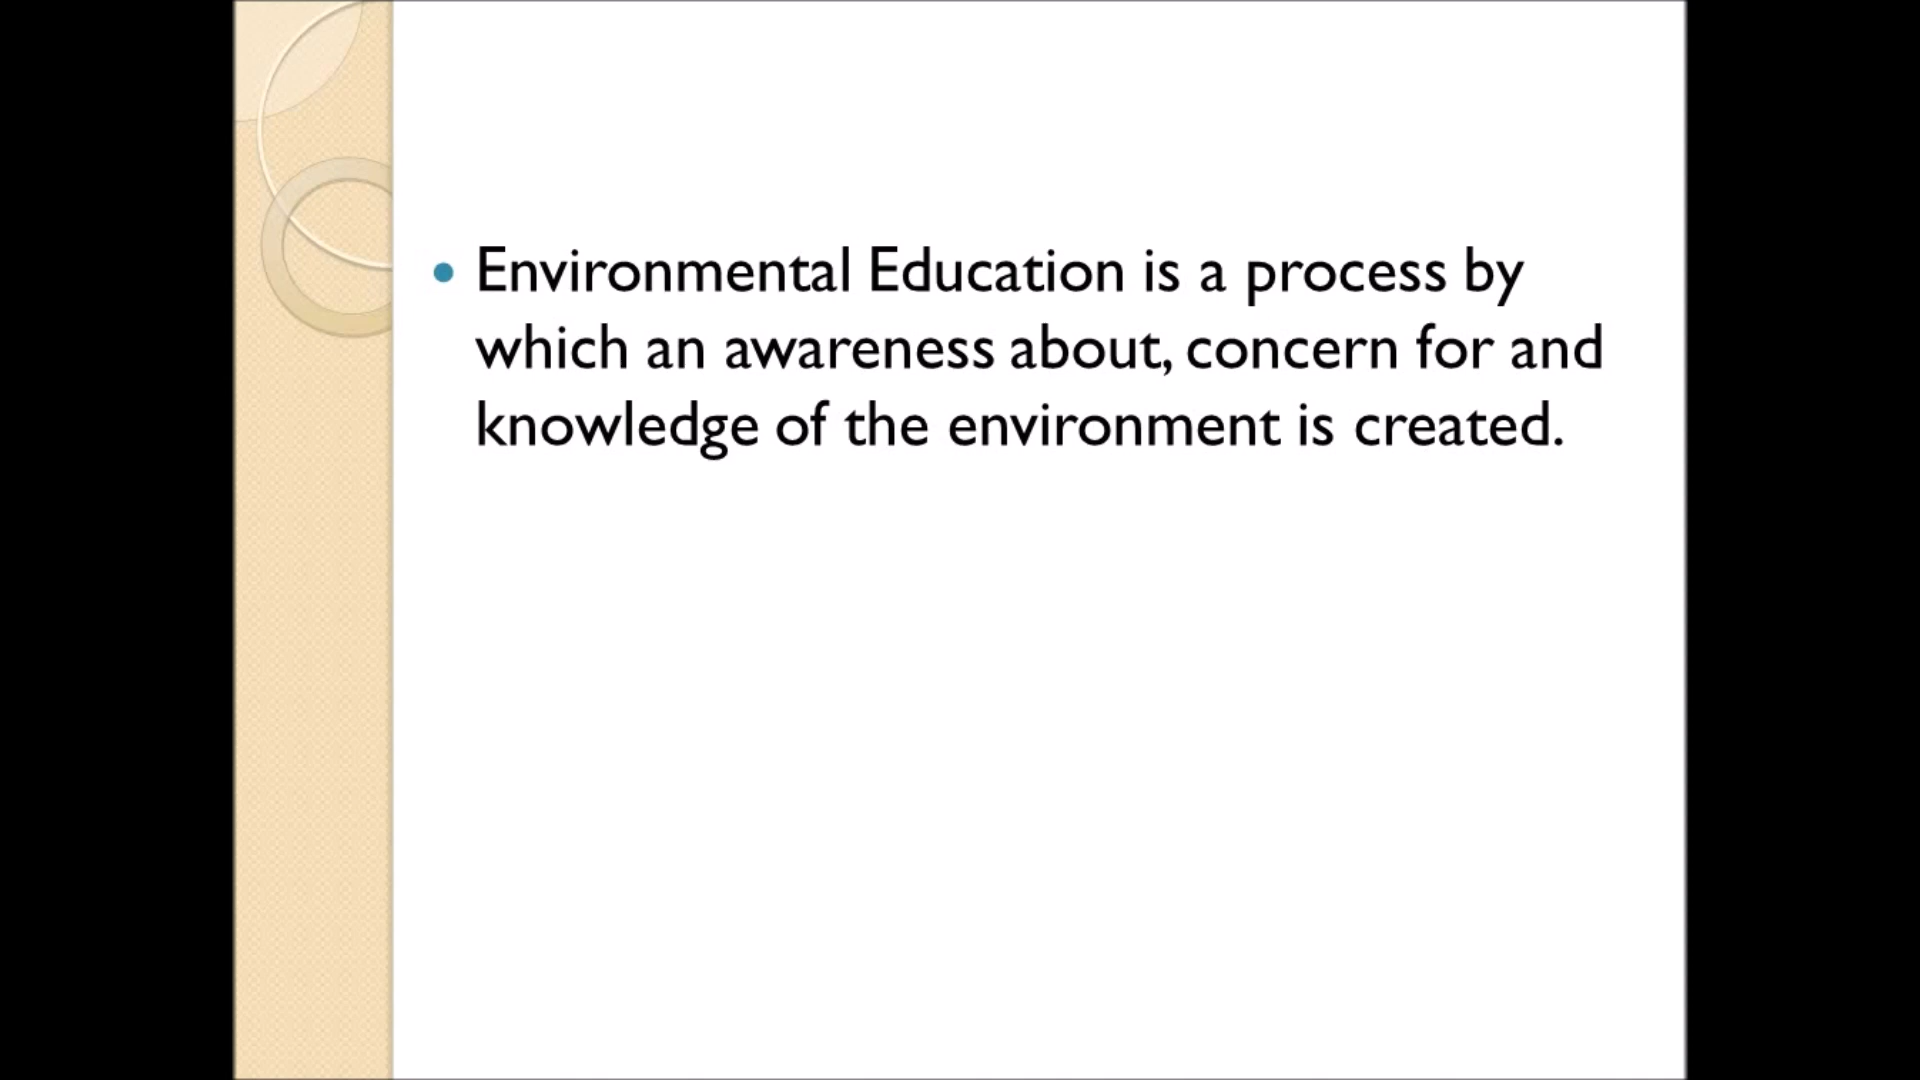 • Environmental Education is a process by
which an awareness about, concern for and
knowledge of the environment is created.